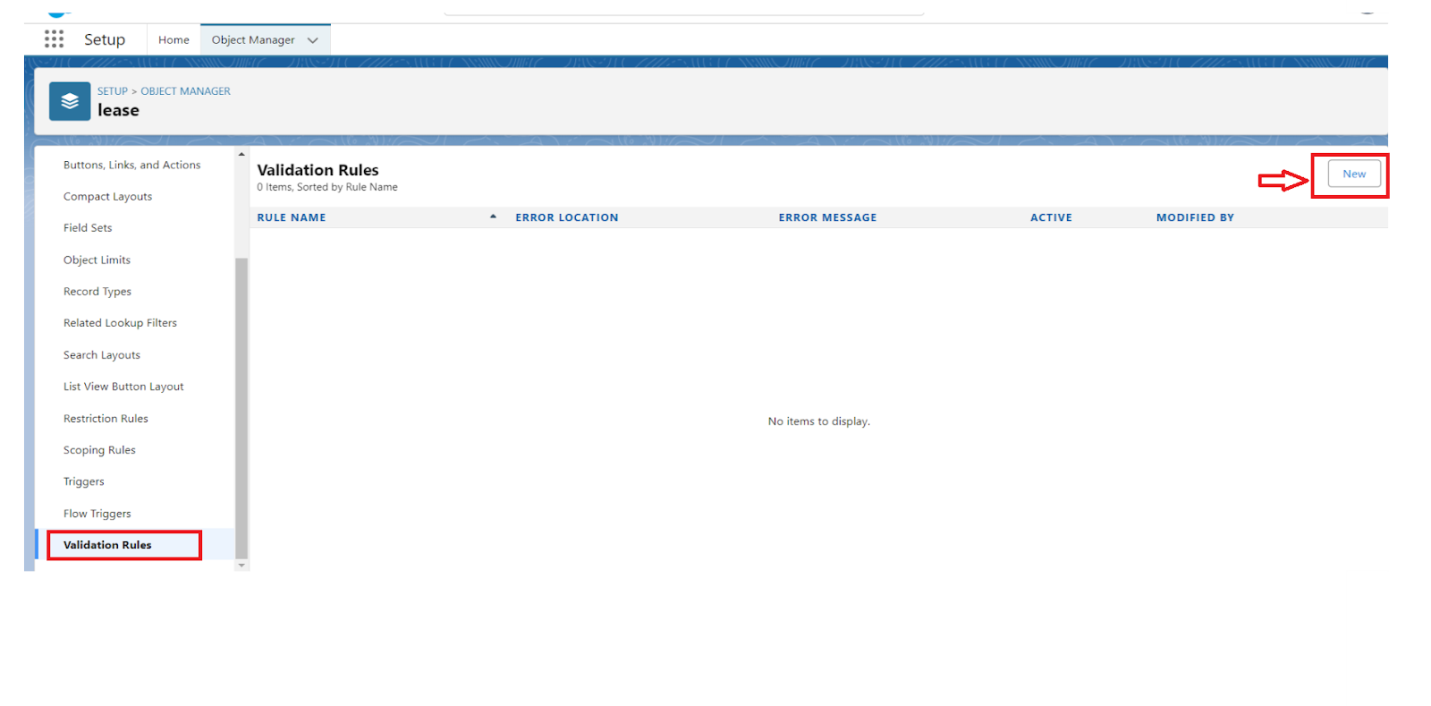 Setup Home Object Manager
SETUP > OBJECT MANAGER
lease
Buttons, Links, and Actions
Compact Layouts
Field Sets
Object Limits
Record Types
Related Lookup Filters
Search Layouts
List View Button Layout
Restriction Rules
Scoping Rules
Triggers
Flow Triggers
Validation Rules
Validation Rules
0 Items, Sorted by Rule Name
New
RULE NAME ERROR LOCATION ERROR MESSAGE ACTIVE MODIFIED BY
No items to display.